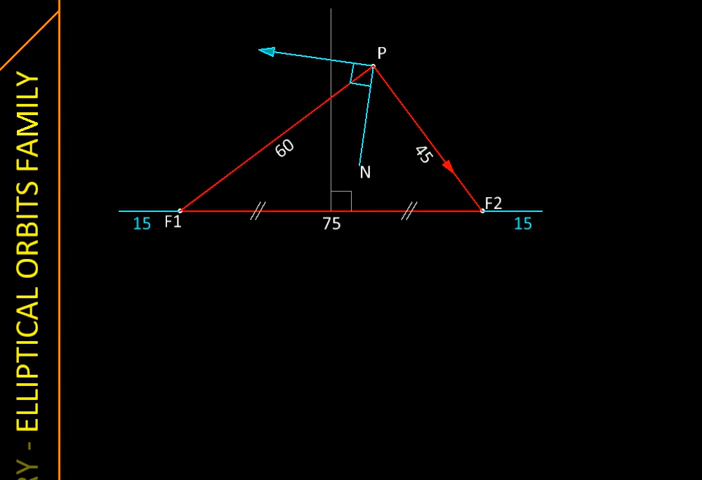 RY - ELLIPTICAL ORBITS FAMILY
P
60
45
N
15
F1
75
F2
15